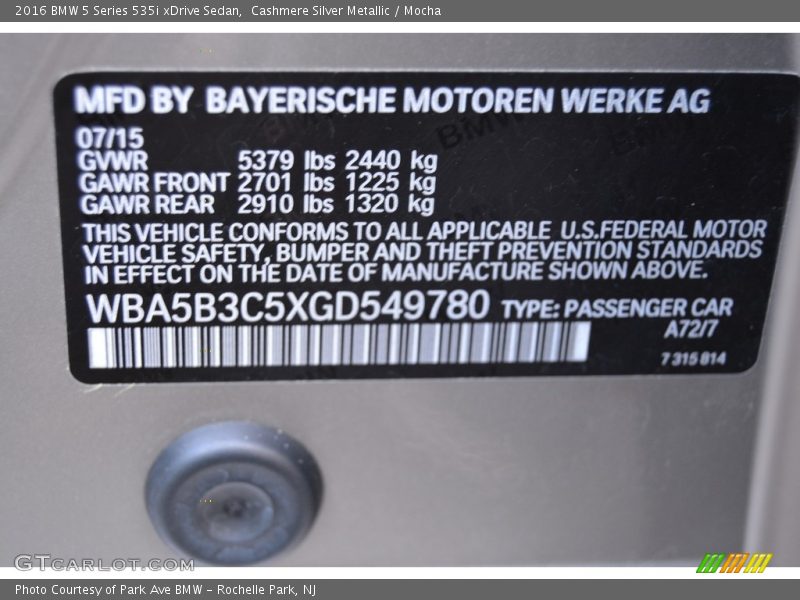 2016 BMW 5 Series 535i xDrive Sedan,  Cashmere Silver Metallic / Mocha
MFD BY BAYERISCHE MOTOREN WERKE AG
07/15
GVWR 5379 lbs 2440 kg
GAWR FRONT 2701 lbs 1225 kg
GAWR REAR 2910 lbs 1320 kg
THIS VEHICLE CONFORMS TO ALL APPLICABLE U.S.FEDERAL MOTOR
VEHICLE SAFETY, BUMPER AND THEFT PREVENTION STANDARDS
IN EFFECT ON THE DATE OF MANUFACTURE SHOWN ABOVE.
WBA5B3C5XGD549780 TYPE: PASSENGER CAR
A72/7
7 315 814
GTCARLOT.COM
Photo Courtesy of Park Ave BMW - Rochelle Park, NJ